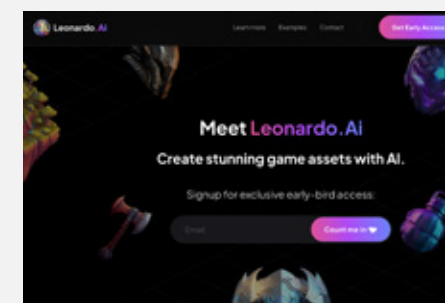 Leonardo.Ai
Learn more Examples Contact Get Early Access
Meet Leonardo.Ai
Create stunning game assets with AI.
Signup for exclusive early-bird access:
Email Count me in